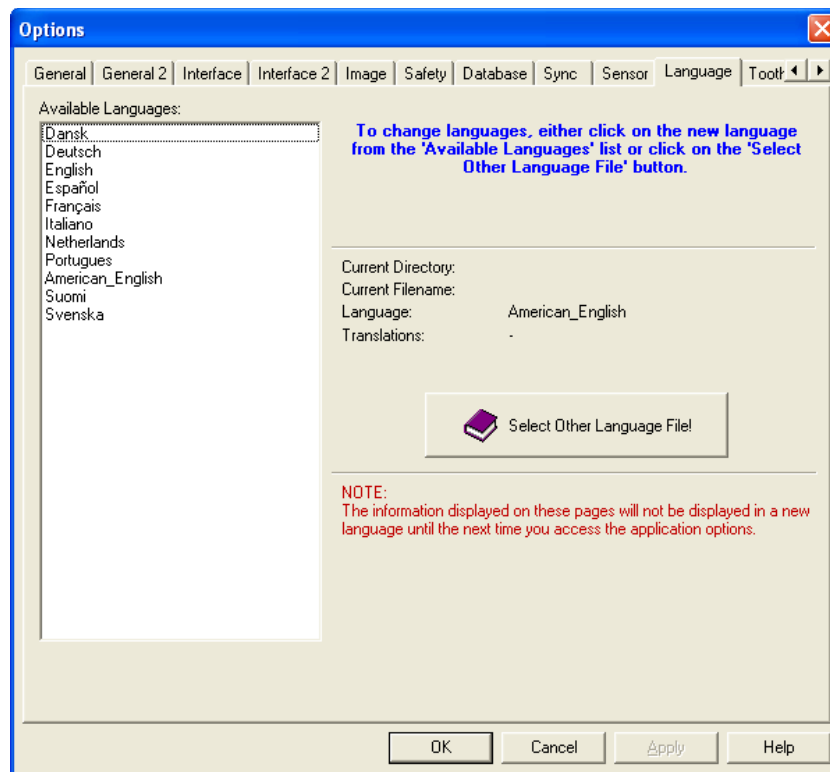 Options
General General 2 Interface Interface 2 Image Safety Database Sync Sensor Language Tooth
Available Languages:
Dansk
Deutsch
English
Español
Français
Italiano
Netherlands
Portugues
American_English
Suomi
Svenska
To change languages, either click on the new language
from the 'Available Languages' list or click on the 'Select
Other Language File' button.
Current Directory:
Current Filename:
Language: American_English
Translations: -
Select Other Language File!
NOTE:
The information displayed on these pages will not be displayed in a new
language until the next time you access the application options.
OK Cancel Apply Help